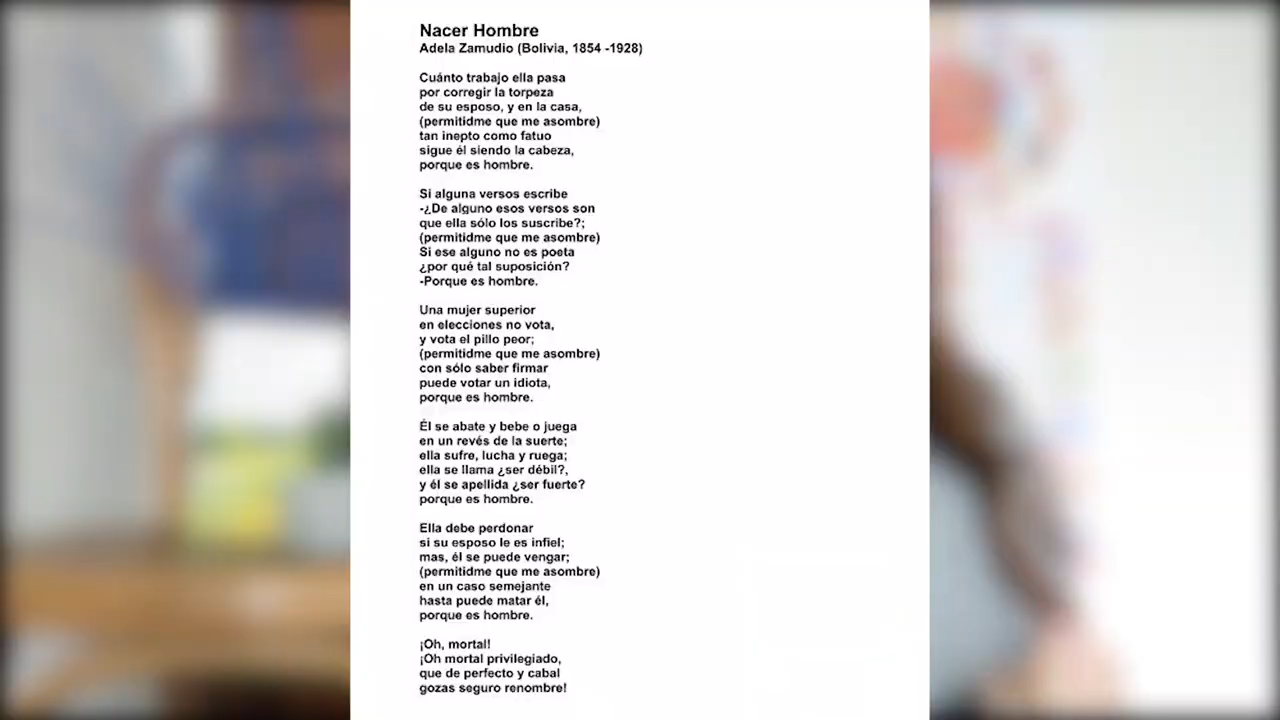 Nacer Hombre
Adela Zamudio (Bolivia, 1854 -1928)
Cuánto trabajo ella pasa
por corregir la torpeza
de su esposo, y en la casa,
(permitidme que me asombre)
tan inepto como fatuo
sigue él siendo la cabeza,
porque es hombre.
Si alguna versos escribe
-¿De alguno esos versos son
que ella sólo los suscribe?;
(permitidme que me asombre)
Si ese alguno no es poeta
¿por qué tal suposición?
-Porque es hombre.
Una mujer superior
en elecciones no vota,
y vota el pillo peor;
(permitidme que me asombre)
con sólo saber firmar
puede votar un idiota,
porque es hombre.
Él se abate y bebe o juega
en un revés de la suerte;
ella sufre, lucha y ruega;
ella se llama ¿ser débil?,
y él se apellida ¿ser fuerte?
porque es hombre.
Ella debe perdonar
si su esposo le es infiel;
mas, él se puede vengar;
(permitidme que me asombre)
en un caso semejante
hasta puede matar él,
porque es hombre.
¡Oh, mortal!
¡Oh mortal privilegiado,
que de perfecto y cabal
gozas seguro renombre!